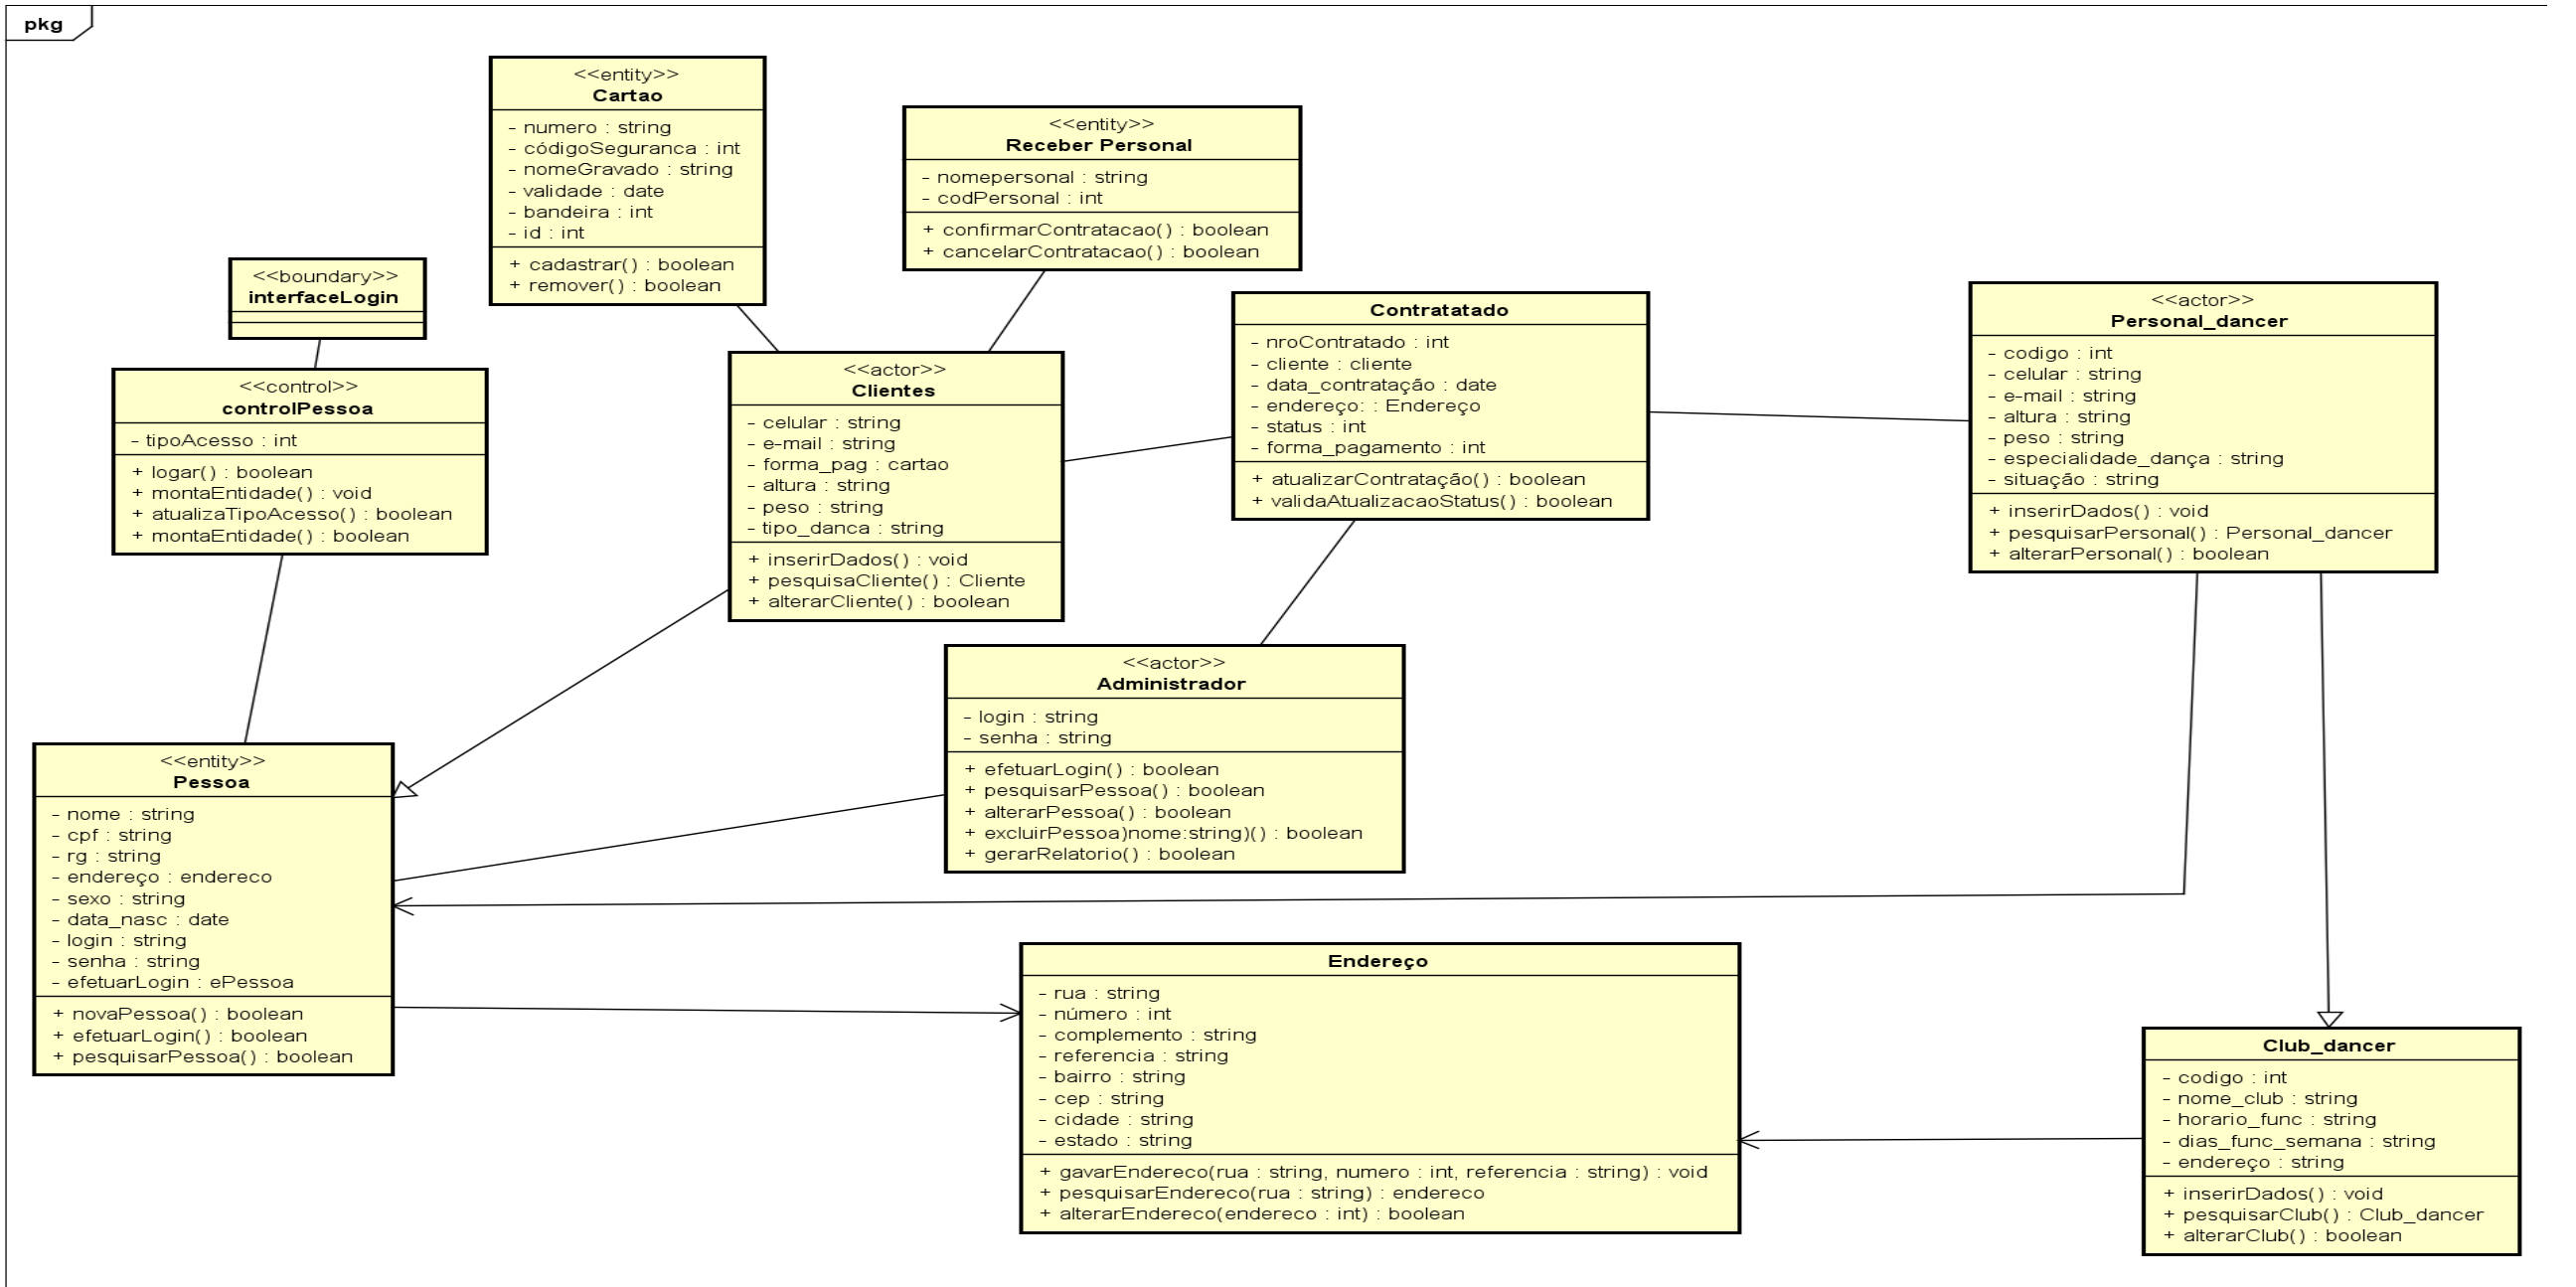 pkg
<<entity>>
Cartao
- numero : string
- códigoSeguranca : int
- nomeGravado : string
- validade : date
- bandeira : int
- id : int
+ cadastrar() : boolean
+ remover() : boolean
<<entity>>
Receber Personal
- nomepersonal : string
- codPersonal : int
+ confirmarContratacao() : boolean
+ cancelarContratacao() : boolean
<<boundary>>
interfaceLogin
<<control>>
controlPessoa
- tipoAcesso : int
+ logar() : boolean
+ montaEntidade() : void
+ atualizaTipoAcesso() : boolean
+ montaEntidade() : boolean
<<actor>>
Clientes
- celular : string
- e-mail : string
- forma_pag : cartao
- altura : string
- peso : string
- tipo_danca : string
+ inserirDados() : void
+ pesquisaCliente() : Cliente
+ alterarCliente() : boolean
Contratatado
- nroContratado : int
- cliente : cliente
- data_contratação : date
- endereço: : Endereço
- status : int
- forma_pagamento : int
+ atualizarContratação() : boolean
+ validaAtualizacaoStatus() : boolean
<<actor>>
Personal_dancer
- codigo : int
- celular : string
- e-mail : string
- altura : string
- peso : string
- especialidade_dança : string
- situação : string
+ inserirDados() : void
+ pesquisarPersonal() : Personal_dancer
+ alterarPersonal() : boolean
<<actor>>
Administrador
- login : string
- senha : string
+ efetuarLogin() : boolean
+ pesquisarPessoa() : boolean
+ alterarPessoa() : boolean
+ excluirPessoa)nome:string)() : boolean
+ gerarRelatorio() : boolean
<<entity>>
Pessoa
- nome : string
- cpf : string
- rg : string
- endereço : endereco
- sexo : string
- data_nasc : date
- login : string
- senha : string
- efetuarLogin : ePessoa
+ novaPessoa() : boolean
+ efetuarLogin() : boolean
+ pesquisarPessoa() : boolean
Endereço
- rua : string
- número : int
- complemento : string
- referencia : string
- bairro : string
- cep : string
- cidade : string
- estado : string
+ gavarEndereco(rua : string, numero : int, referencia : string) : void
+ pesquisarEndereco(rua : string) : endereco
+ alterarEndereco(endereco : int) : boolean
Club_dancer
- codigo : int
- nome_club : string
- horario_func : string
- dias_func_semana : string
- endereço : string
+ inserirDados() : void
+ pesquisarClub() : Club_dancer
+ alterarClub() : boolean